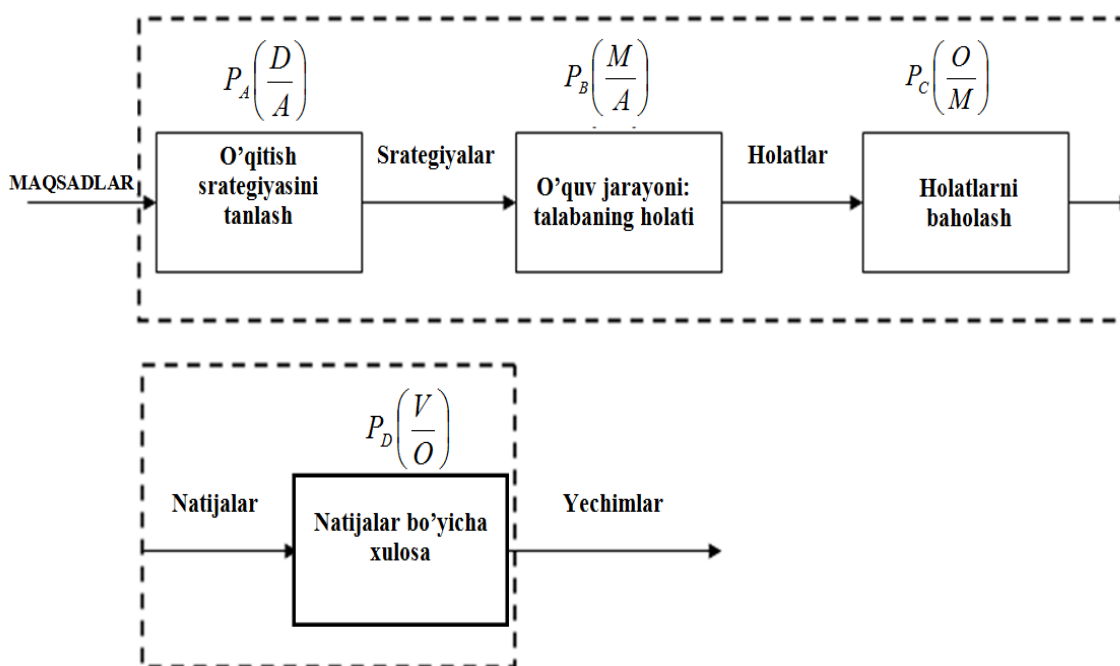 P_A(D/A)
P_B(M/A)
P_C(O/M)
MAQSADLAR
O’qitish
srategiyasini
tanlash
Srategiyalar
O’quv jarayoni:
talabaning holati
Holatlar
Holatlarni
baholash
P_D(V/O)
Natijalar
Natijalar bo’yicha
xulosa
Yechimlar